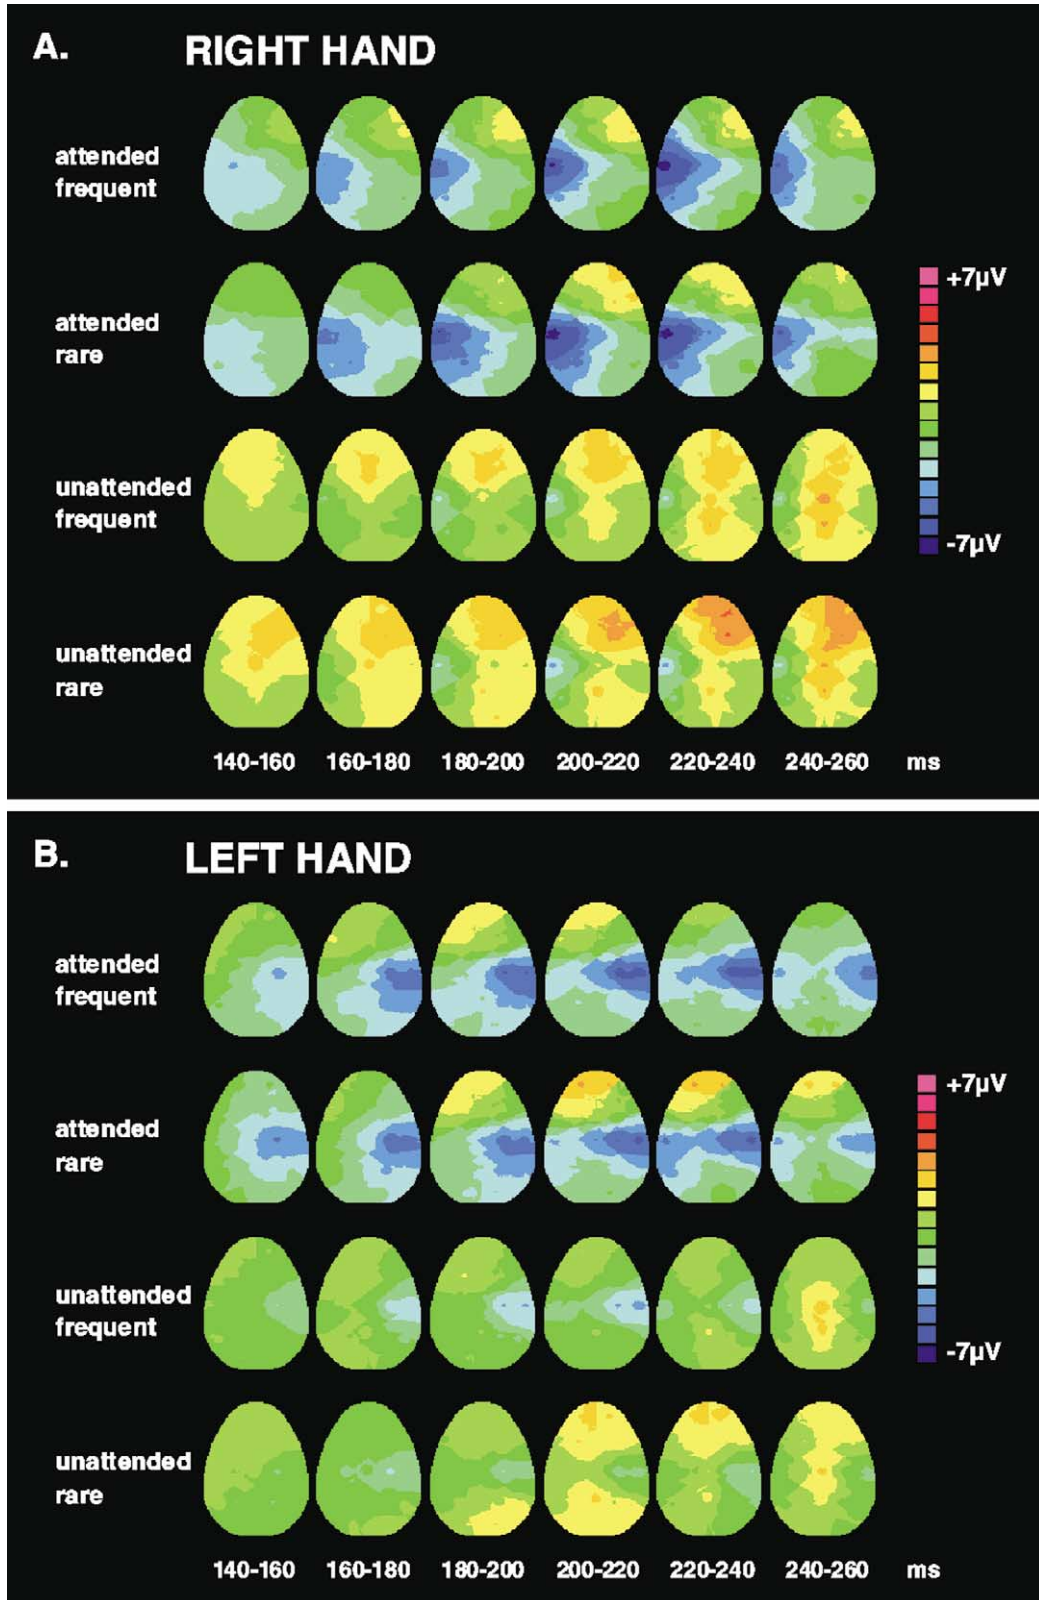 A. RIGHT HAND
attended
frequent
attended
rare
+7µV
unattended
frequent
-7µV
unattended
rare
140-160 160-180 180-200 200-220 220-240 240-260 ms
B. LEFT HAND
attended
frequent
attended
rare
+7µV
unattended
frequent
-7µV
unattended
rare
140-160 160-180 180-200 200-220 220-240 240-260 ms